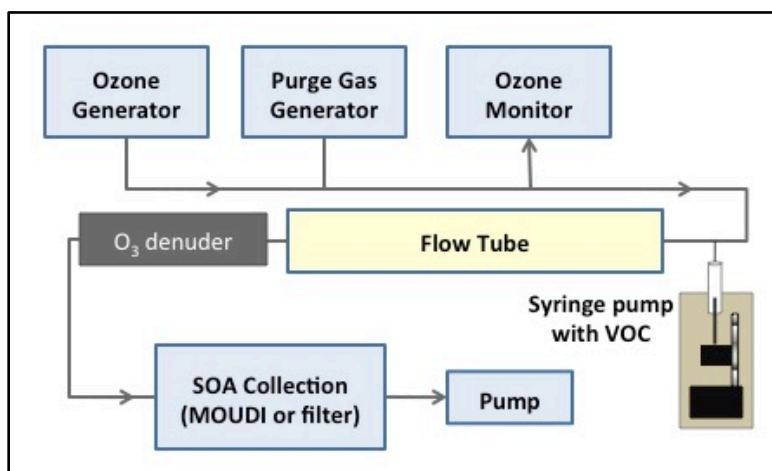 Ozone
Generator
Purge Gas
Generator
Ozone
Monitor
O₃ denuder
Flow Tube
Syringe pump
with VOC
SOA Collection
(MOUDI or filter)
Pump